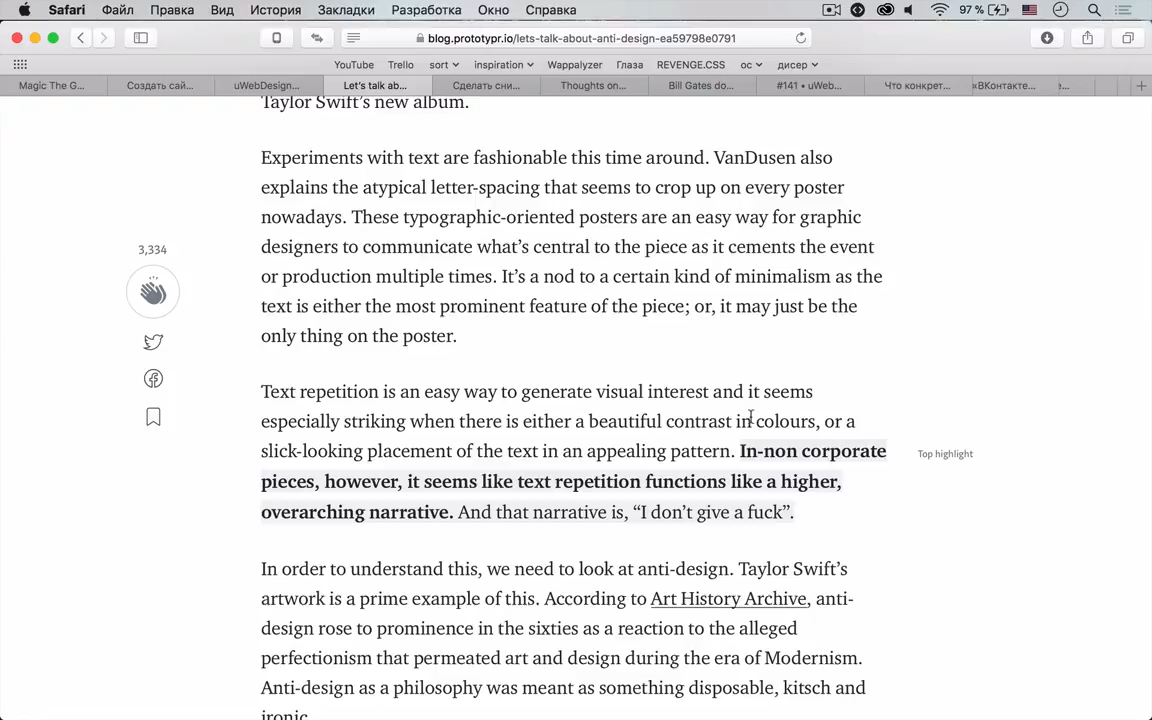 Safari Файл Правка Вид История Закладки Разработка Окно Справка 97 %
blog.prototypr.io/lets-talk-about-anti-design-ea59798e0791
YouTube Trello sort inspiration Wappalyzer Глаза REVENGE.CSS ос дисер
Magic The G... Создать сай... uWebDesign... Let's talk ab... Сделать сни... Thoughts on... Bill Gates do... #141 • uWeb... Что конкрет... «ВКонтакте...
Taylor Swift's new album.
Experiments with text are fashionable this time around. VanDusen also
explains the atypical letter-spacing that seems to crop up on every poster
nowadays. These typographic-oriented posters are an easy way for graphic
3,334
designers to communicate what's central to the piece as it cements the event
or production multiple times. It's a nod to a certain kind of minimalism as the
text is either the most prominent feature of the piece; or, it may just be the
only thing on the poster.
Text repetition is an easy way to generate visual interest and it seems
especially striking when there is either a beautiful contrast in colours, or a
slick-looking placement of the text in an appealing pattern. In-non corporate
Top highlight
pieces, however, it seems like text repetition functions like a higher,
overarching narrative. And that narrative is, “I don't give a fuck”.
In order to understand this, we need to look at anti-design. Taylor Swift's
artwork is a prime example of this. According to Art History Archive, anti-
design rose to prominence in the sixties as a reaction to the alleged
perfectionism that permeated art and design during the era of Modernism.
Anti-design as a philosophy was meant as something disposable, kitsch and
ironic.